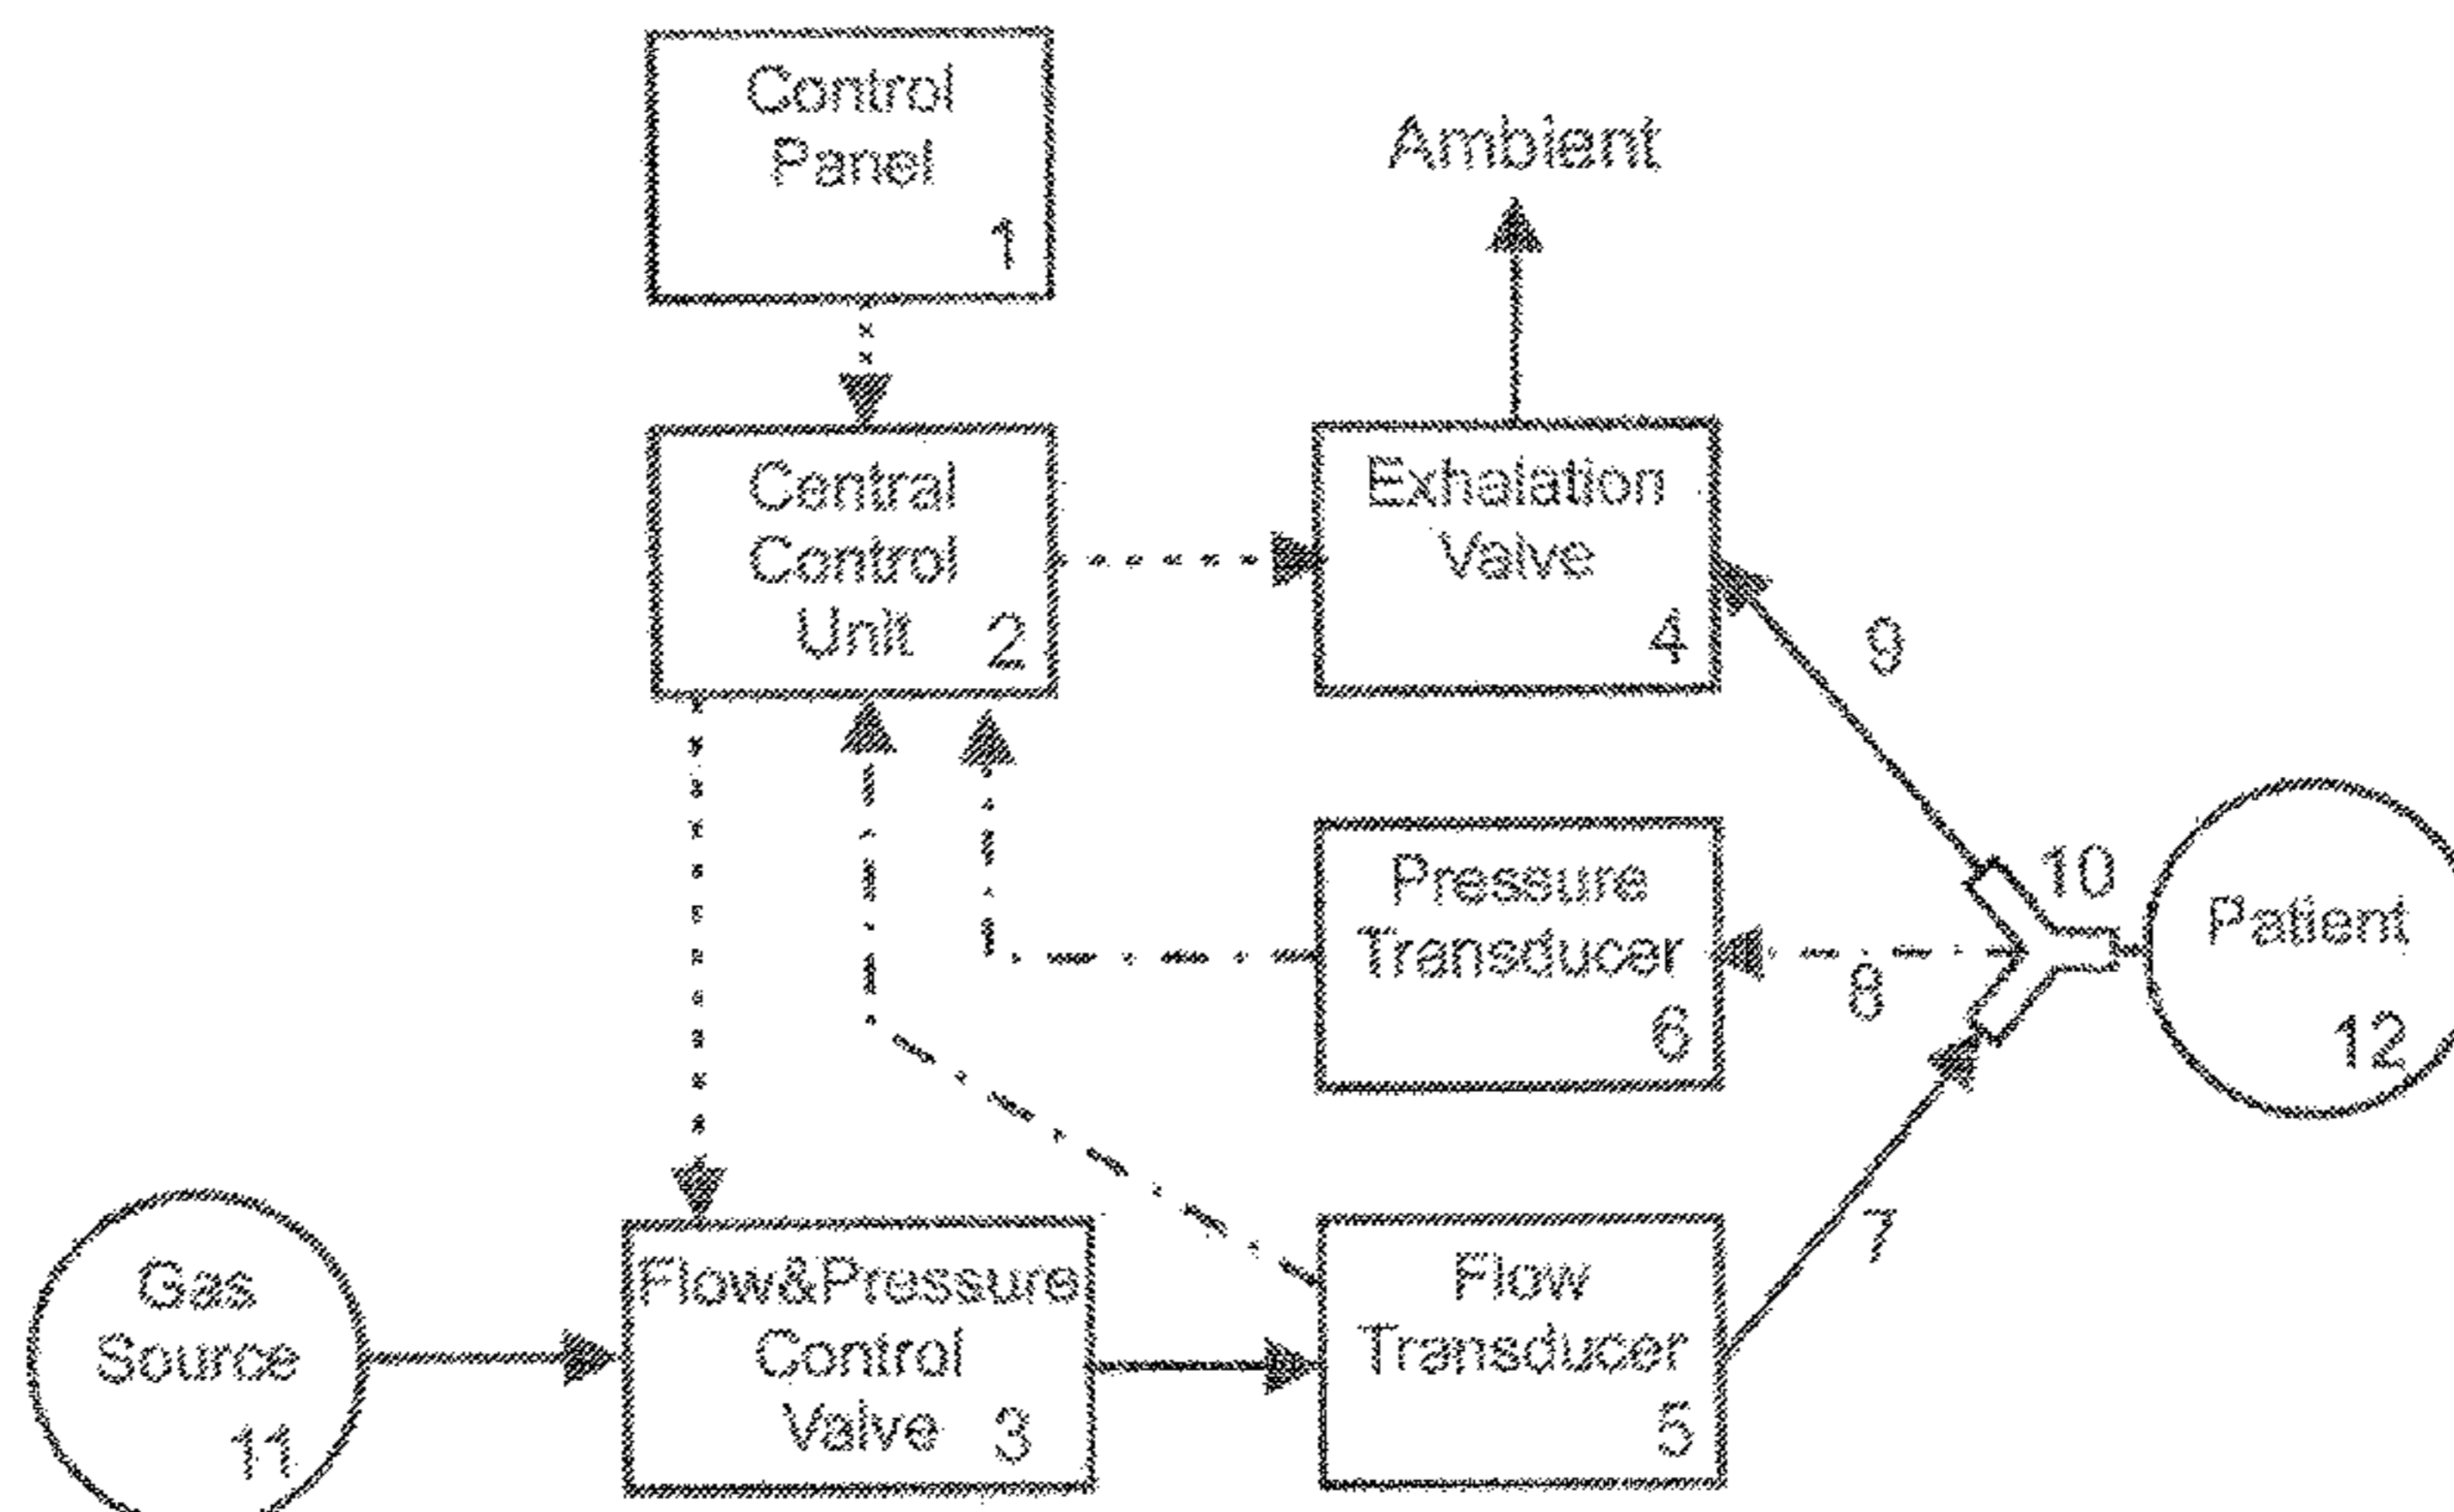 Control
Panel
1
Ambient
Central
Control
Unit 2
Exhalation
Valve
4
9
Pressure
Transducer
6
8
10
Patient
12
Gas
Source
11
Flow&Pressure
Control
Valve 3
Flow
Transducer
5
7